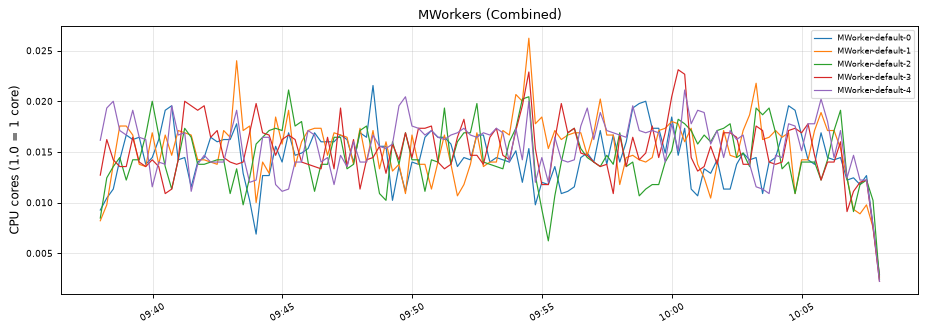 MWorkers (Combined)
CPU cores (1.0 = 1 core)
0.025
0.020
0.015
0.010
0.005
09:40
09:45
09:50
09:55
10:00
10:05
MWorker-default-0
MWorker-default-1
MWorker-default-2
MWorker-default-3
MWorker-default-4